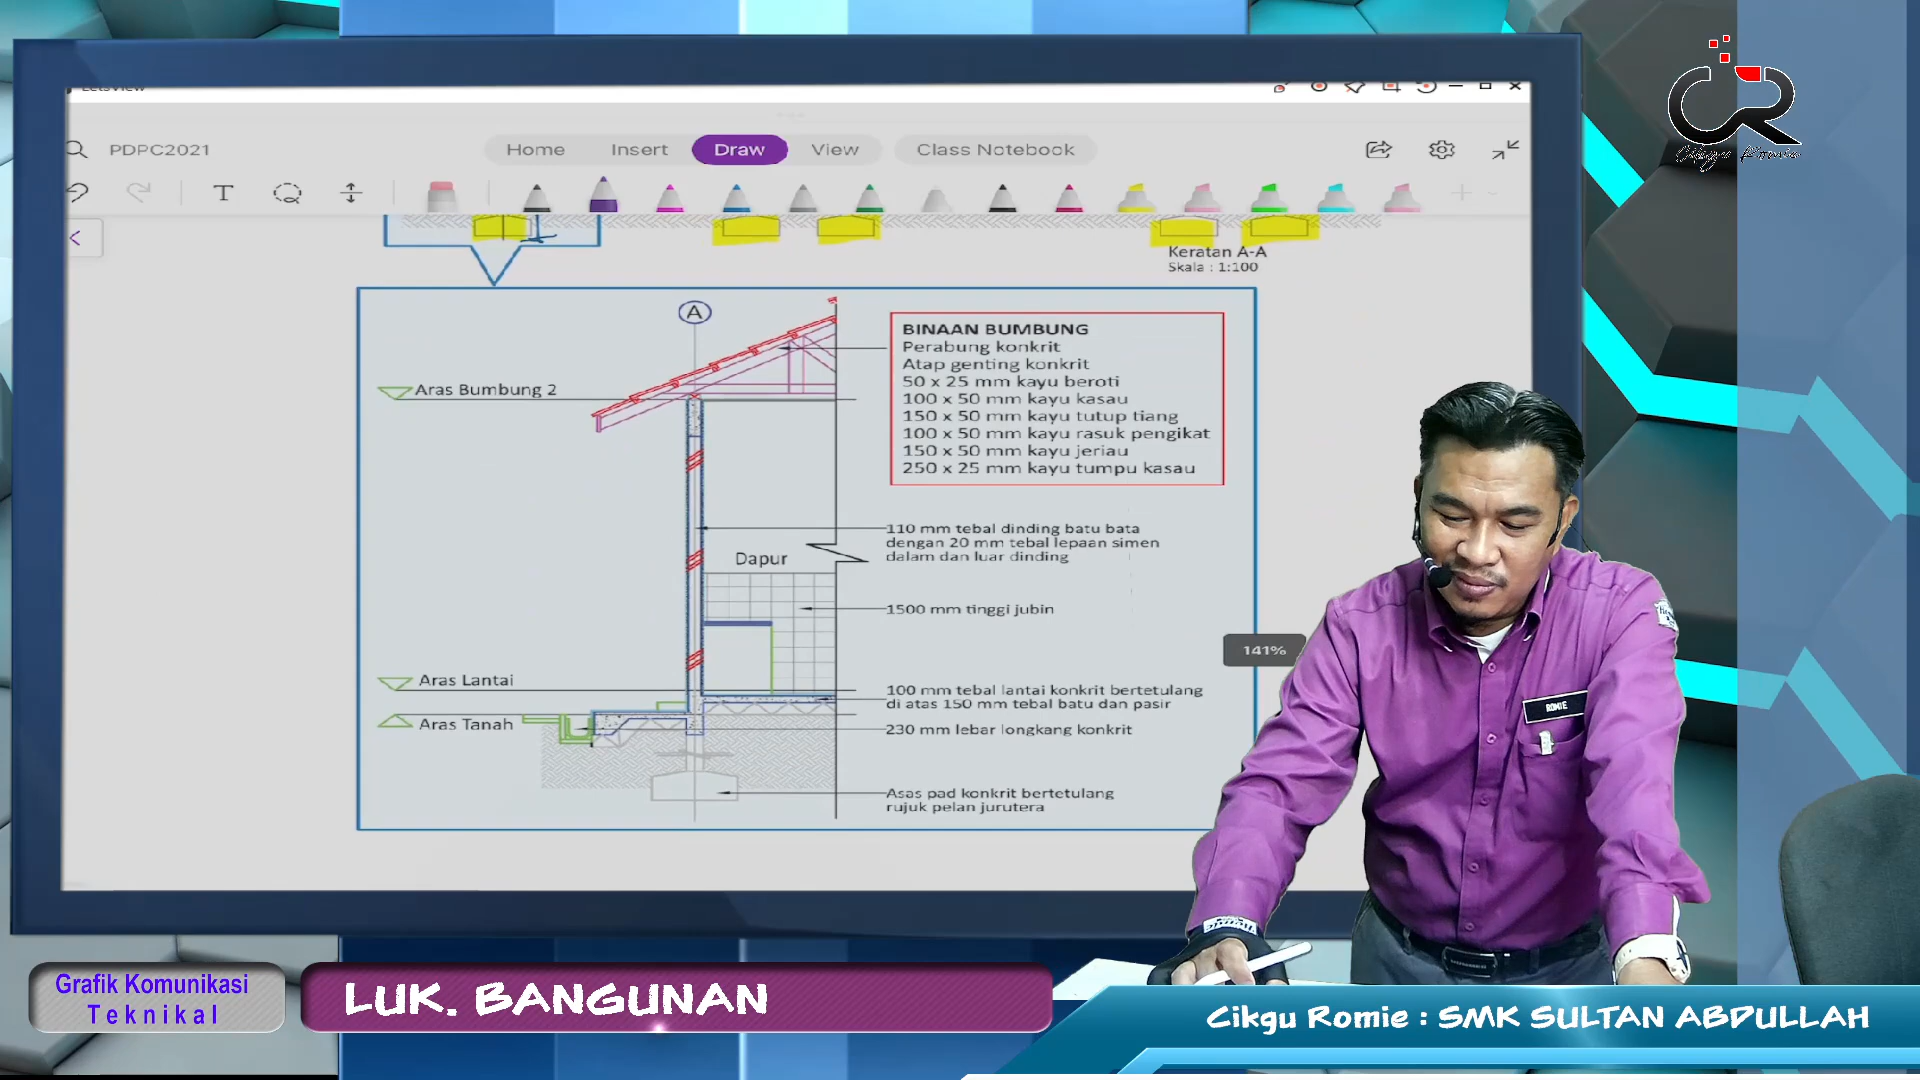 PDPC2021
Home
Insert
Draw
View
Class Notebook
T
Keratan A-A
Skala : 1:100
A
BINAAN BUMBUNG
Perabung konkrit
Atap genting konkrit
50 x 25 mm kayu beroti
100 x 50 mm kayu kasau
150 x 50 mm kayu tutup tiang
100 x 50 mm kayu rasuk pengikat
150 x 50 mm kayu jeriau
250 x 25 mm kayu tumpu kasau
Aras Bumbung 2
110 mm tebal dinding batu bata
dengan 20 mm tebal lepaan simen
dalam dan luar dinding
Dapur
1500 mm tinggi jubin
141%
Aras Lantai
100 mm tebal lantai konkrit bertetulang
di atas 150 mm tebal batu dan pasir
Aras Tanah
230 mm lebar longkang konkrit
Asas pad konkrit bertetulang
rujuk pelan jurutera
ROMIE
CR
Cikgu Romie
Grafik Komunikasi
Teknikal
LUK. BANGUNAN
Cikgu Romie : SMK SULTAN ABDULLAH